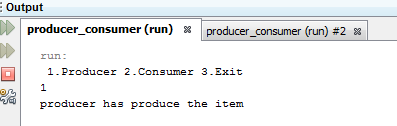 Output
producer_consumer (run) producer_consumer (run) #2
run:
1.Producer 2.Consumer 3.Exit
1
producer has produce the item